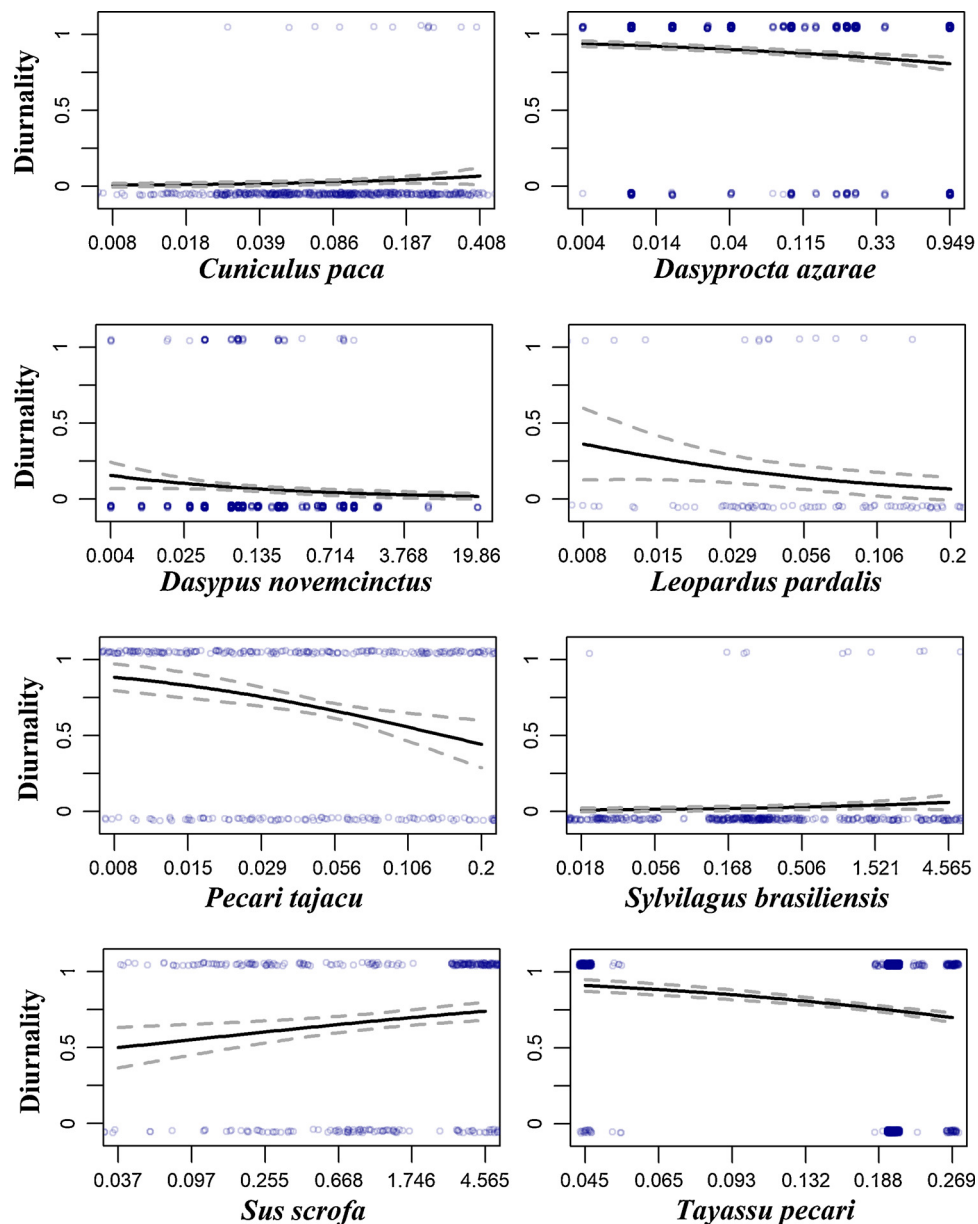 Diurnality
1
0.5
0
0.008 0.018 0.039 0.086 0.187 0.408
Cuniculus paca
1
0.5
0
0.004 0.014 0.04 0.115 0.33 0.949
Dasyprocta azarae
Diurnality
1
0.5
0
0.004 0.025 0.135 0.714 3.768 19.86
Dasypus novemcinctus
1
0.5
0
0.008 0.015 0.029 0.056 0.106 0.2
Leopardus pardalis
Diurnality
1
0.5
0
0.008 0.015 0.029 0.056 0.106 0.2
Pecari tajacu
1
0.5
0
0.018 0.056 0.168 0.506 1.521 4.565
Sylvilagus brasiliensis
Diurnality
1
0.5
0
0.037 0.097 0.255 0.668 1.746 4.565
Sus scrofa
1
0.5
0
0.045 0.065 0.093 0.132 0.188 0.269
Tayassu pecari